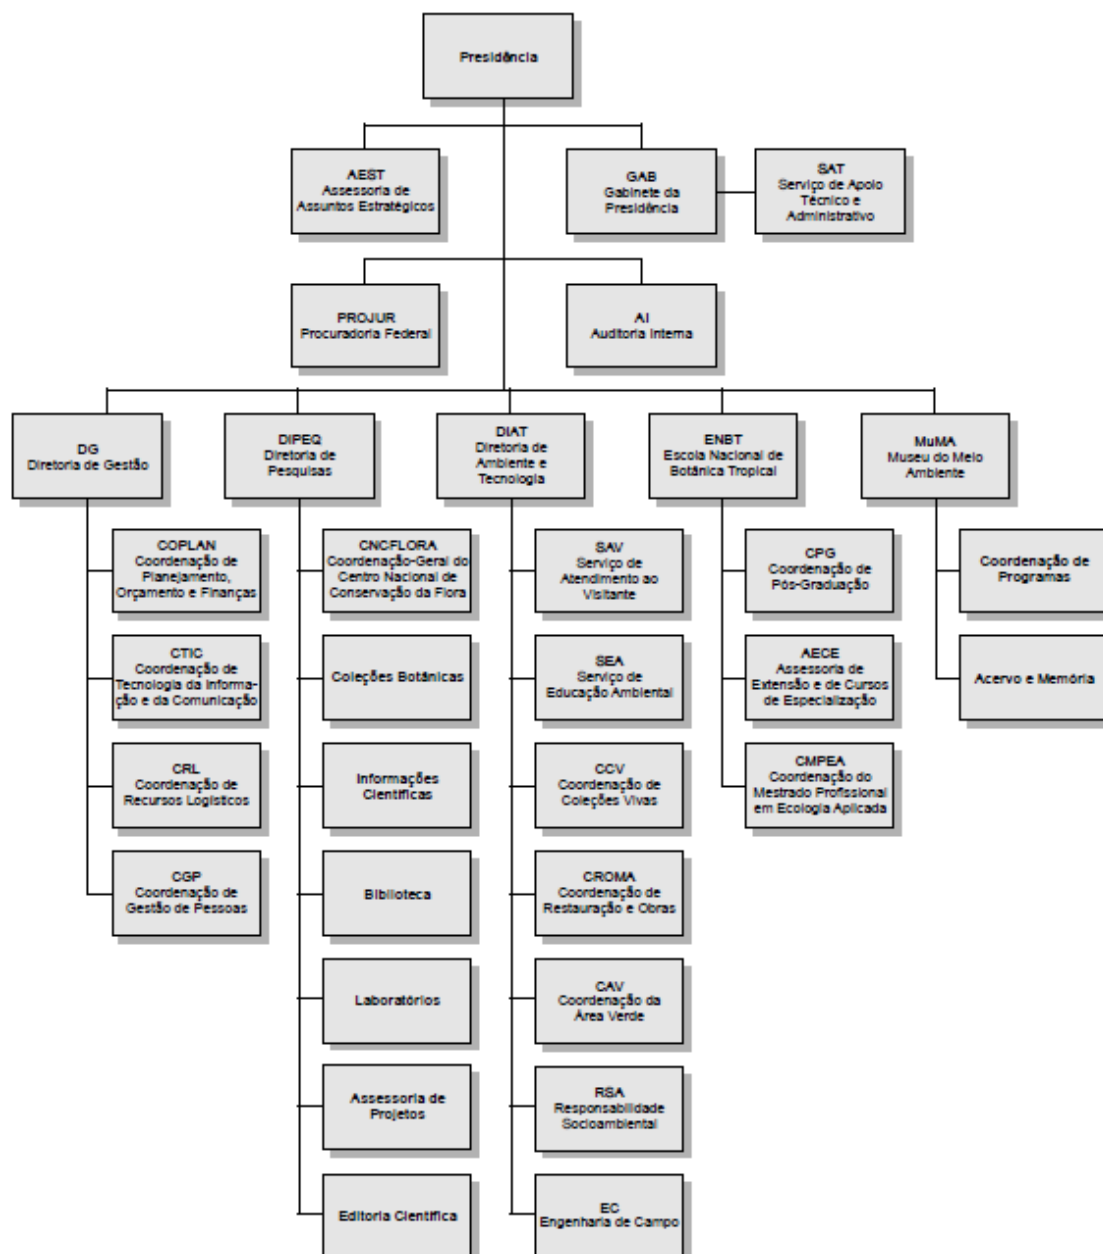 Presidência
AEST
Assessoria de
Assuntos Estratégicos
GAB
Gabinete da
Presidência
SAT
Serviço de Apoio
Técnico e
Administrativo
PROJUR
Procuradoria Federal
AI
Auditoria Interna
DG
Diretoria de Gestão
DIPEQ
Diretoria de
Pesquisas
DIAT
Diretoria de
Ambiente e
Tecnologia
ENBT
Escola Nacional de
Botânica Tropical
MuMA
Museu do Meio
Ambiente
COPLAN
Coordenação de
Planejamento,
Orçamento e Finanças
CTIC
Coordenação de
Tecnologia da Informa-
ção e da Comunicação
CRL
Coordenação de
Recursos Logísticos
CGP
Coordenação de
Gestão de Pessoas
CNCFLORA
Coordenação-Geral do
Centro Nacional de
Conservação da Flora
Coleções Botânicas
Informações
Científicas
Biblioteca
Laboratórios
Assessoria de
Projetos
Editoria Científica
SAV
Serviço de
Atendimento ao
Visitante
SEA
Serviço de
Educação Ambiental
CCV
Coordenação de
Coleções Vivas
CROMA
Coordenação de
Restauração e Obras
CAV
Coordenação da
Área Verde
RSA
Responsabilidade
Socioambiental
EC
Engenharia de Campo
CPG
Coordenação de
Pós-Graduação
AECE
Assessoria de
Extensão e de Cursos
de Especialização
CMPEA
Coordenação do
Mestrado Profissional
em Ecologia Aplicada
Coordenação de
Programas
Acervo e Memória